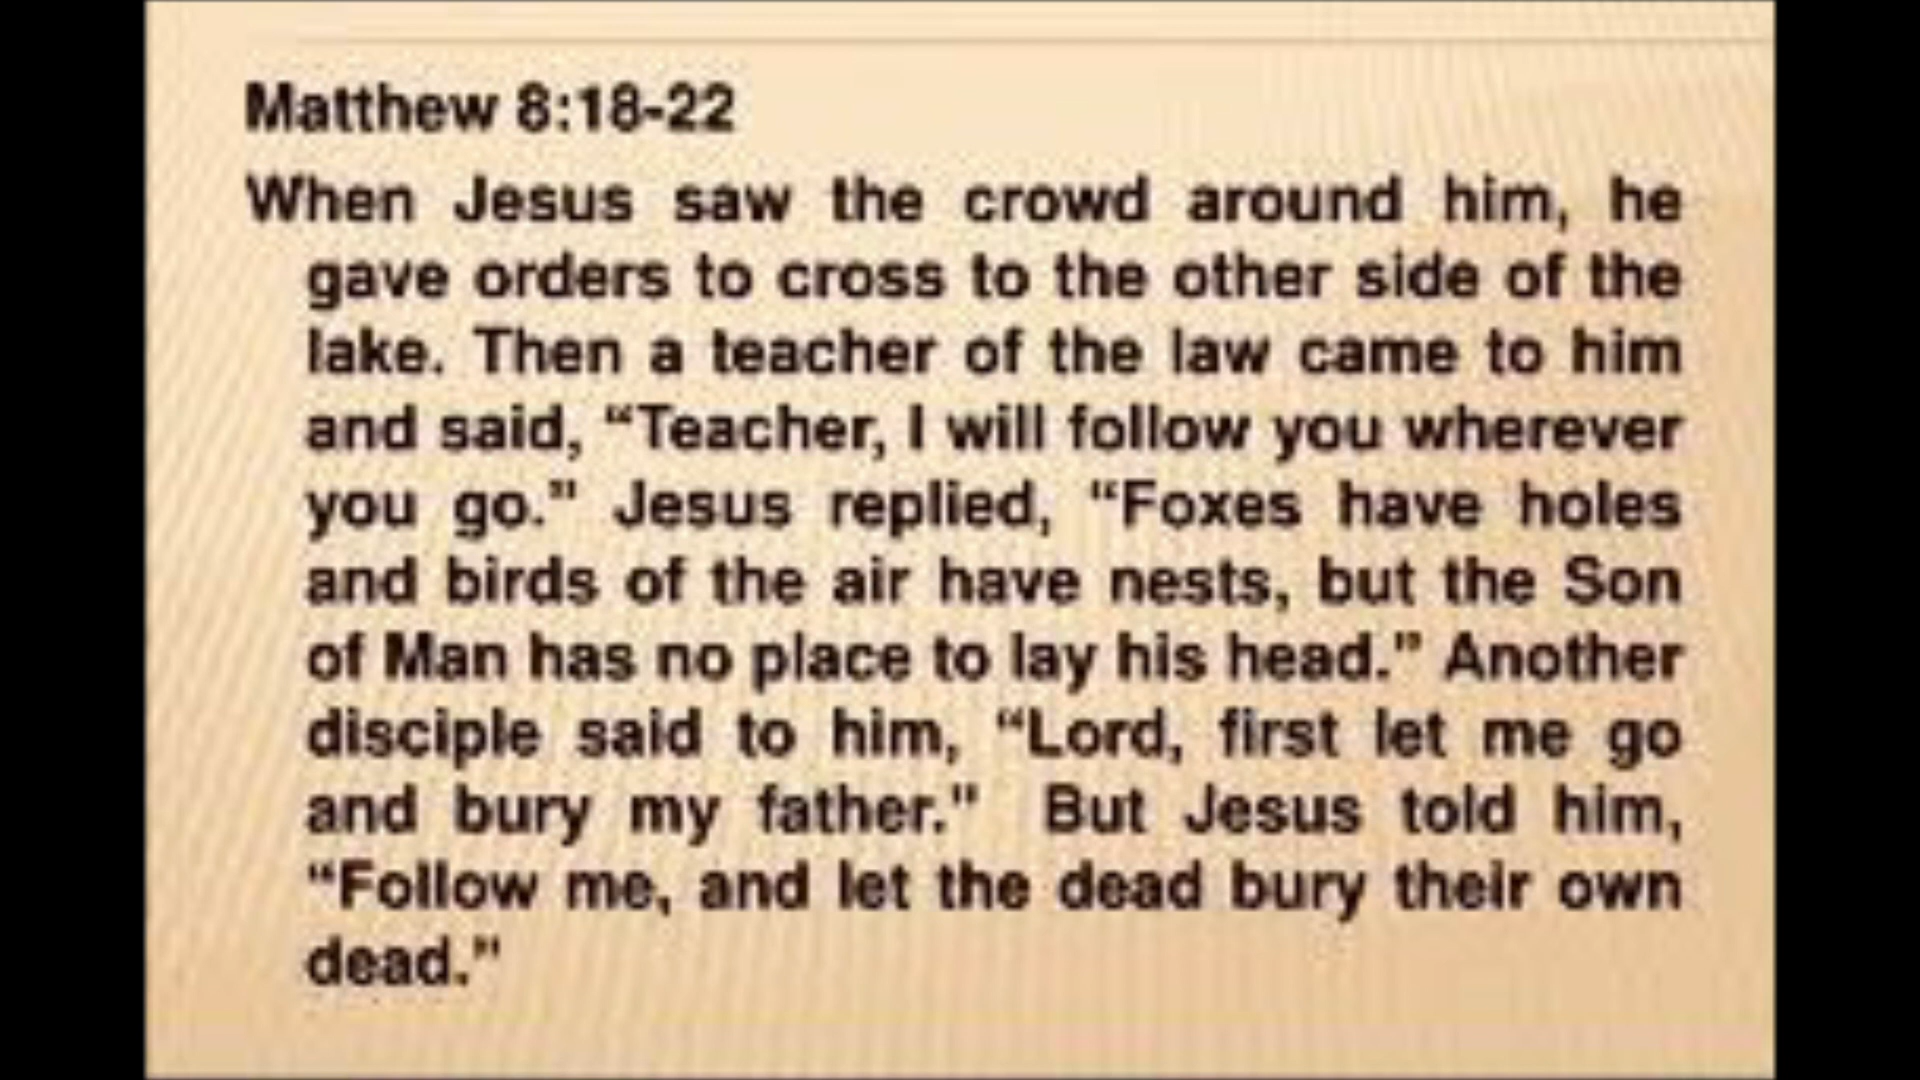 Matthew 8:18-22
When Jesus saw the crowd around him, he
gave orders to cross to the other side of the
lake. Then a teacher of the law came to him
and said, “Teacher, I will follow you wherever
you go.” Jesus replied, “Foxes have holes
and birds of the air have nests, but the Son
of Man has no place to lay his head.” Another
disciple said to him, “Lord, first let me go
and bury my father." But Jesus told him,
“Follow me, and let the dead bury their own
dead.”